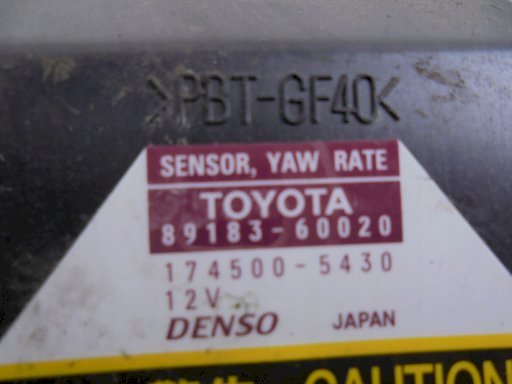 >PBT-GF40<
SENSOR, YAW RATE
TOYOTA
89183-60020
174500-5430
12V
DENSO JAPAN
CAUTION